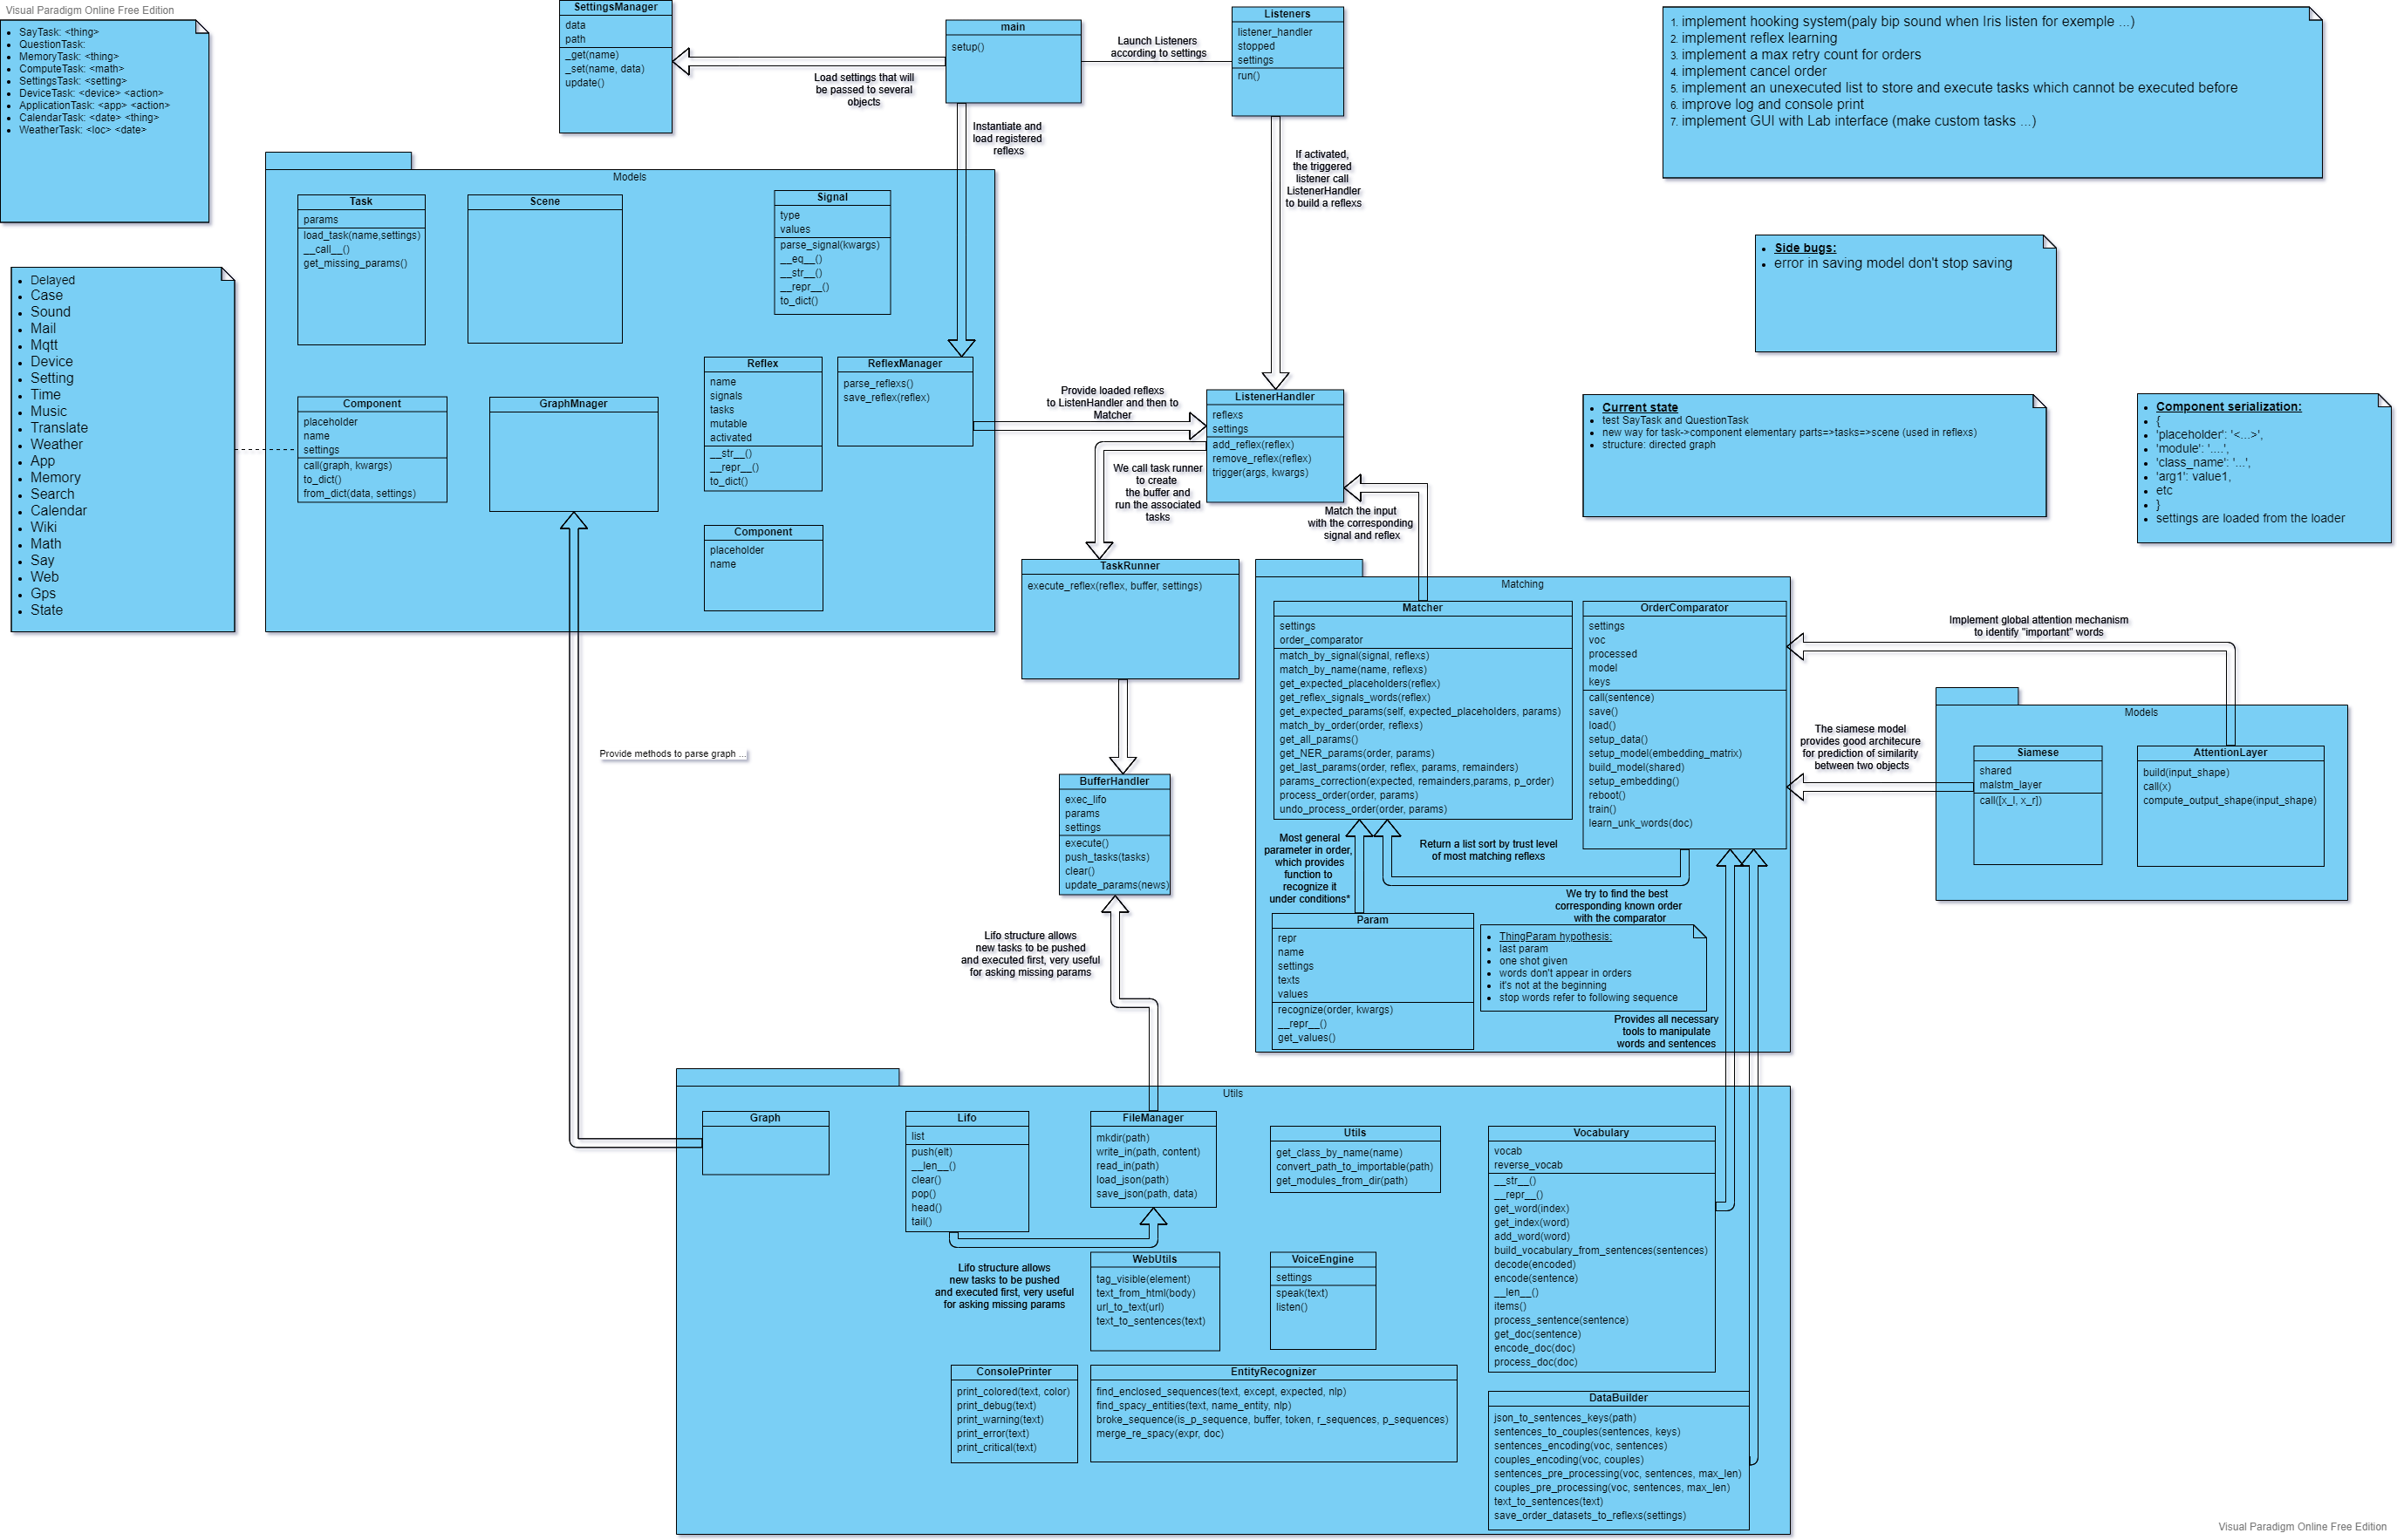 Visual Paradigm Online Free Edition
SayTask: <thing>
QuestionTask:
MemoryTask: <thing>
ComputeTask: <math>
SettingsTask: <setting>
DeviceTask: <device> <action>
ApplicationTask: <app> <action>
CalendarTask: <date> <thing>
WeatherTask: <loc> <date>
SettingsManager
data
path
_get(name)
_set(name, data)
update()
main
setup()
Load settings that will
be passed to several
objects
Launch Listeners
according to settings
Listeners
listener_handler
stopped
settings
run()
1. implement hooking system(paly bip sound when Iris listen for exemple ...)
2. implement reflex learning
3. implement a max retry count for orders
4. implement cancel order
5. implement an unexecuted list to store and execute tasks which cannot be executed before
6. improve log and console print
7. implement GUI with Lab interface (make custom tasks ...)
Instantiate and
load registered
reflexs
If activated,
the triggered
listener call
ListenerHandler
to build a reflexs
Side bugs:
error in saving model don't stop saving
Models
Task
params
load_task(name,settings)
__call__()
get_missing_params()
Scene
Signal
type
values
parse_signal(kwargs)
__eq__()
__str__()
__repr__()
to_dict()
Delayed
Case
Sound
Mail
Mqtt
Device
Setting
Time
Music
Translate
Weather
App
Memory
Search
Calendar
Wiki
Math
Say
Web
Gps
State
Component
placeholder
name
settings
call(graph, kwargs)
to_dict()
from_dict(data, settings)
GraphMnager
Reflex
name
signals
tasks
mutable
activated
__str__()
__repr__()
to_dict()
ReflexManager
parse_reflexs()
save_reflex(reflex)
Component
placeholder
name
Provide loaded reflexs
to ListenHandler and then to
Matcher
ListenerHandler
reflexs
settings
add_reflex(reflex)
remove_reflex(reflex)
trigger(args, kwargs)
We call task runner
to create
the buffer and
run the associated
tasks
Match the input
with the corresponding
signal and reflex
Current state
test SayTask and QuestionTask
new way for task->component elementary parts=>tasks=>scene (used in reflexs)
structure: directed graph
Component serialization:
{
'placeholder': '<...>',
'module': '....',
'class_name': '...',
'arg1': value1,
etc
}
settings are loaded from the loader
TaskRunner
execute_reflex(reflex, buffer, settings)
Matching
Matcher
settings
order_comparator
match_by_signal(signal, reflexs)
match_by_name(name, reflexs)
get_expected_placeholders(reflex)
get_reflex_signals_words(reflex)
get_expected_params(self, expected_placeholders, params)
match_by_order(order, reflexs)
get_all_params()
get_NER_params(order, params)
get_last_params(order, reflex, params, remainders)
params_correction(expected, remainders,params, p_order)
process_order(order, params)
undo_process_order(order, params)
OrderComparator
settings
voc
processed
model
keys
call(sentence)
save()
load()
setup_data()
setup_model(embedding_matrix)
build_model(shared)
setup_embedding()
reboot()
train()
learn_unk_words(doc)
Implement global attention mechanism
to identify "important" words
The siamese model
provides good architecure
for prediction of similarity
between two objects
Models
Siamese
shared
malstm_layer
call([x_l, x_r])
AttentionLayer
build(input_shape)
call(x)
compute_output_shape(input_shape)
Provide methods to parse graph ...
BufferHandler
exec_lifo
params
settings
execute()
push_tasks(tasks)
clear()
update_params(news)
Most general
parameter in order,
which provides
function to
recognize it
under conditions*
Return a list sort by trust level
of most matching reflexs
We try to find the best
corresponding known order
with the comparator
Param
repr
name
settings
texts
values
recognize(order, kwargs)
__repr__()
get_values()
ThingParam hypothesis:
last param
one shot given
words don't appear in orders
it's not at the beginning
stop words refer to following sequence
Provides all necessary
tools to manipulate
words and sentences
Lifo structure allows
new tasks to be pushed
and executed first, very useful
for asking missing params
Utils
Graph
Lifo
list
push(elt)
__len__()
clear()
pop()
head()
tail()
FileManager
mkdir(path)
write_in(path, content)
read_in(path)
load_json(path)
save_json(path, data)
Utils
get_class_by_name(name)
convert_path_to_importable(path)
get_modules_from_dir(path)
Vocabulary
vocab
reverse_vocab
__str__()
__repr__()
get_word(index)
get_index(word)
add_word(word)
build_vocabulary_from_sentences(sentences)
decode(encoded)
encode(sentence)
__len__()
items()
process_sentence(sentence)
get_doc(sentence)
encode_doc(doc)
process_doc(doc)
Lifo structure allows
new tasks to be pushed
and executed first, very useful
for asking missing params
WebUtils
tag_visible(element)
text_from_html(body)
url_to_text(url)
text_to_sentences(text)
VoiceEngine
settings
speak(text)
listen()
ConsolePrinter
print_colored(text, color)
print_debug(text)
print_warning(text)
print_error(text)
print_critical(text)
EntityRecognizer
find_enclosed_sequences(text, except, expected, nlp)
find_spacy_entities(text, name_entity, nlp)
broke_sequence(is_p_sequence, buffer, token, r_sequences, p_sequences)
merge_re_spacy(expr, doc)
DataBuilder
json_to_sentences_keys(path)
sentences_to_couples(sentences, keys)
sentences_encoding(voc, sentences)
couples_encoding(voc, couples)
sentences_pre_processing(voc, sentences, max_len)
couples_pre_processing(voc, sentences, max_len)
text_to_sentences(text)
save_order_datasets_to_reflexs(settings)
Visual Paradigm Online Free Edition